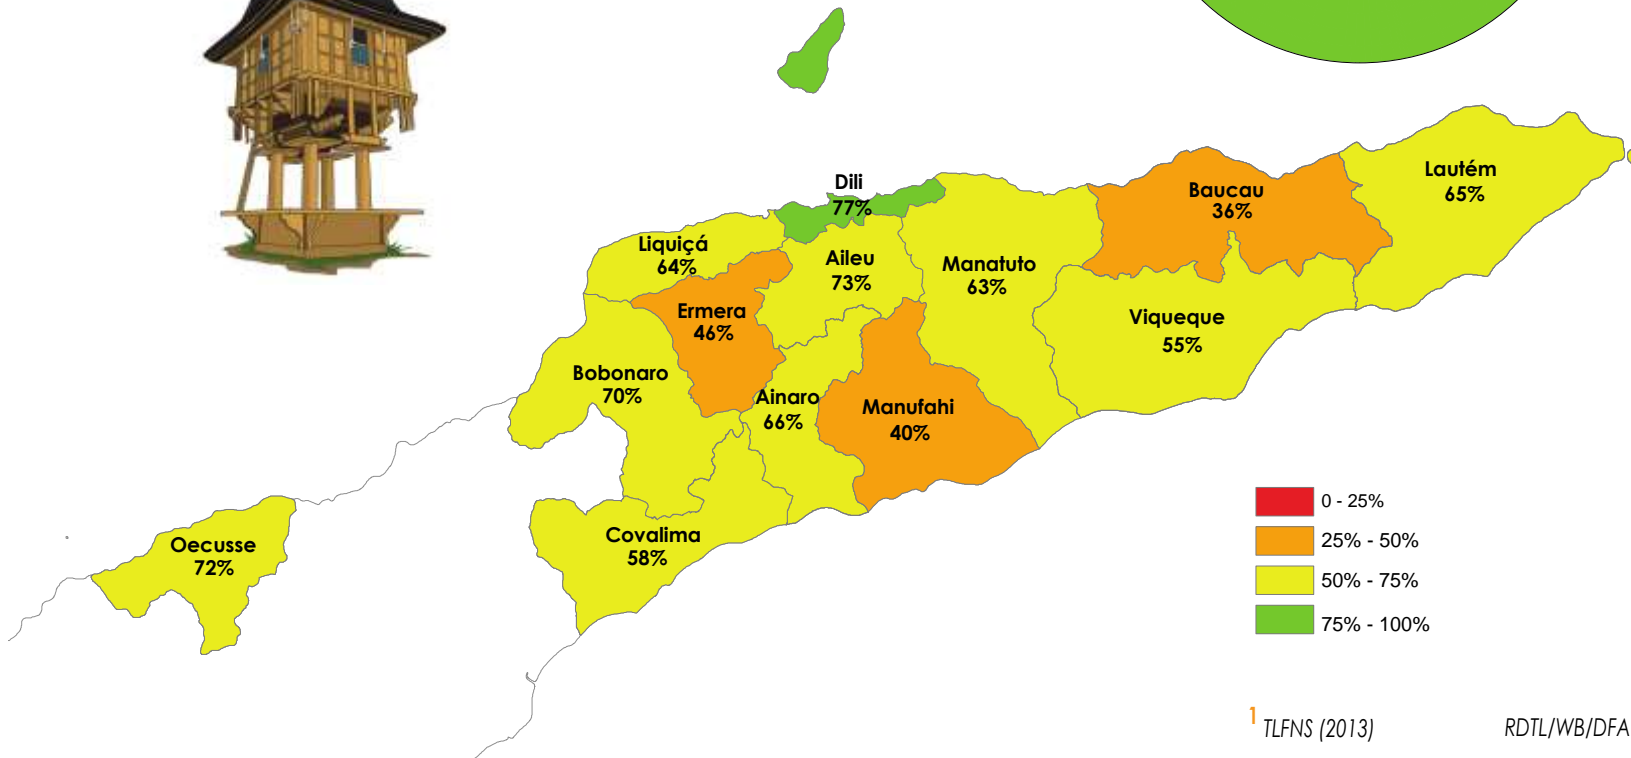 Dili
77%
Lautém
65%
Baucau
36%
Liquiçá
64%
Aileu
73%
Manatuto
63%
Ermera
46%
Viqueque
55%
Bobonaro
70%
Ainaro
66%
Manufahi
40%
Covalima
58%
Oecusse
72%
0 - 25%
25% - 50%
50% - 75%
75% - 100%
1 TLFNS (2013)
RDTL/WB/DFA